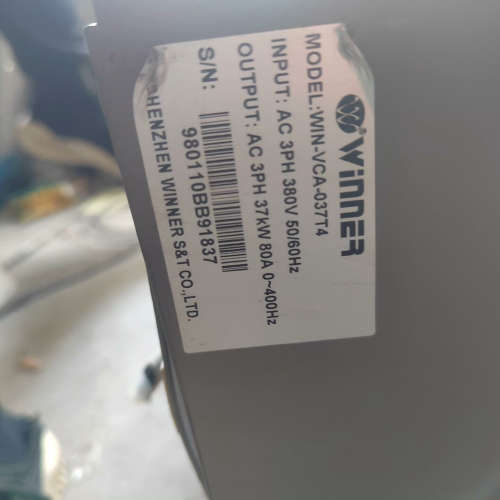 WINNER
MODEL:WIN-VCA-037T4
INPUT: AC 3PH 380V 50/60Hz
OUTPUT: AC 3PH 37kW 80A 0~400Hz
S/N:
980110BB91837
SHENZHEN WINNER S&T CO.,LTD.